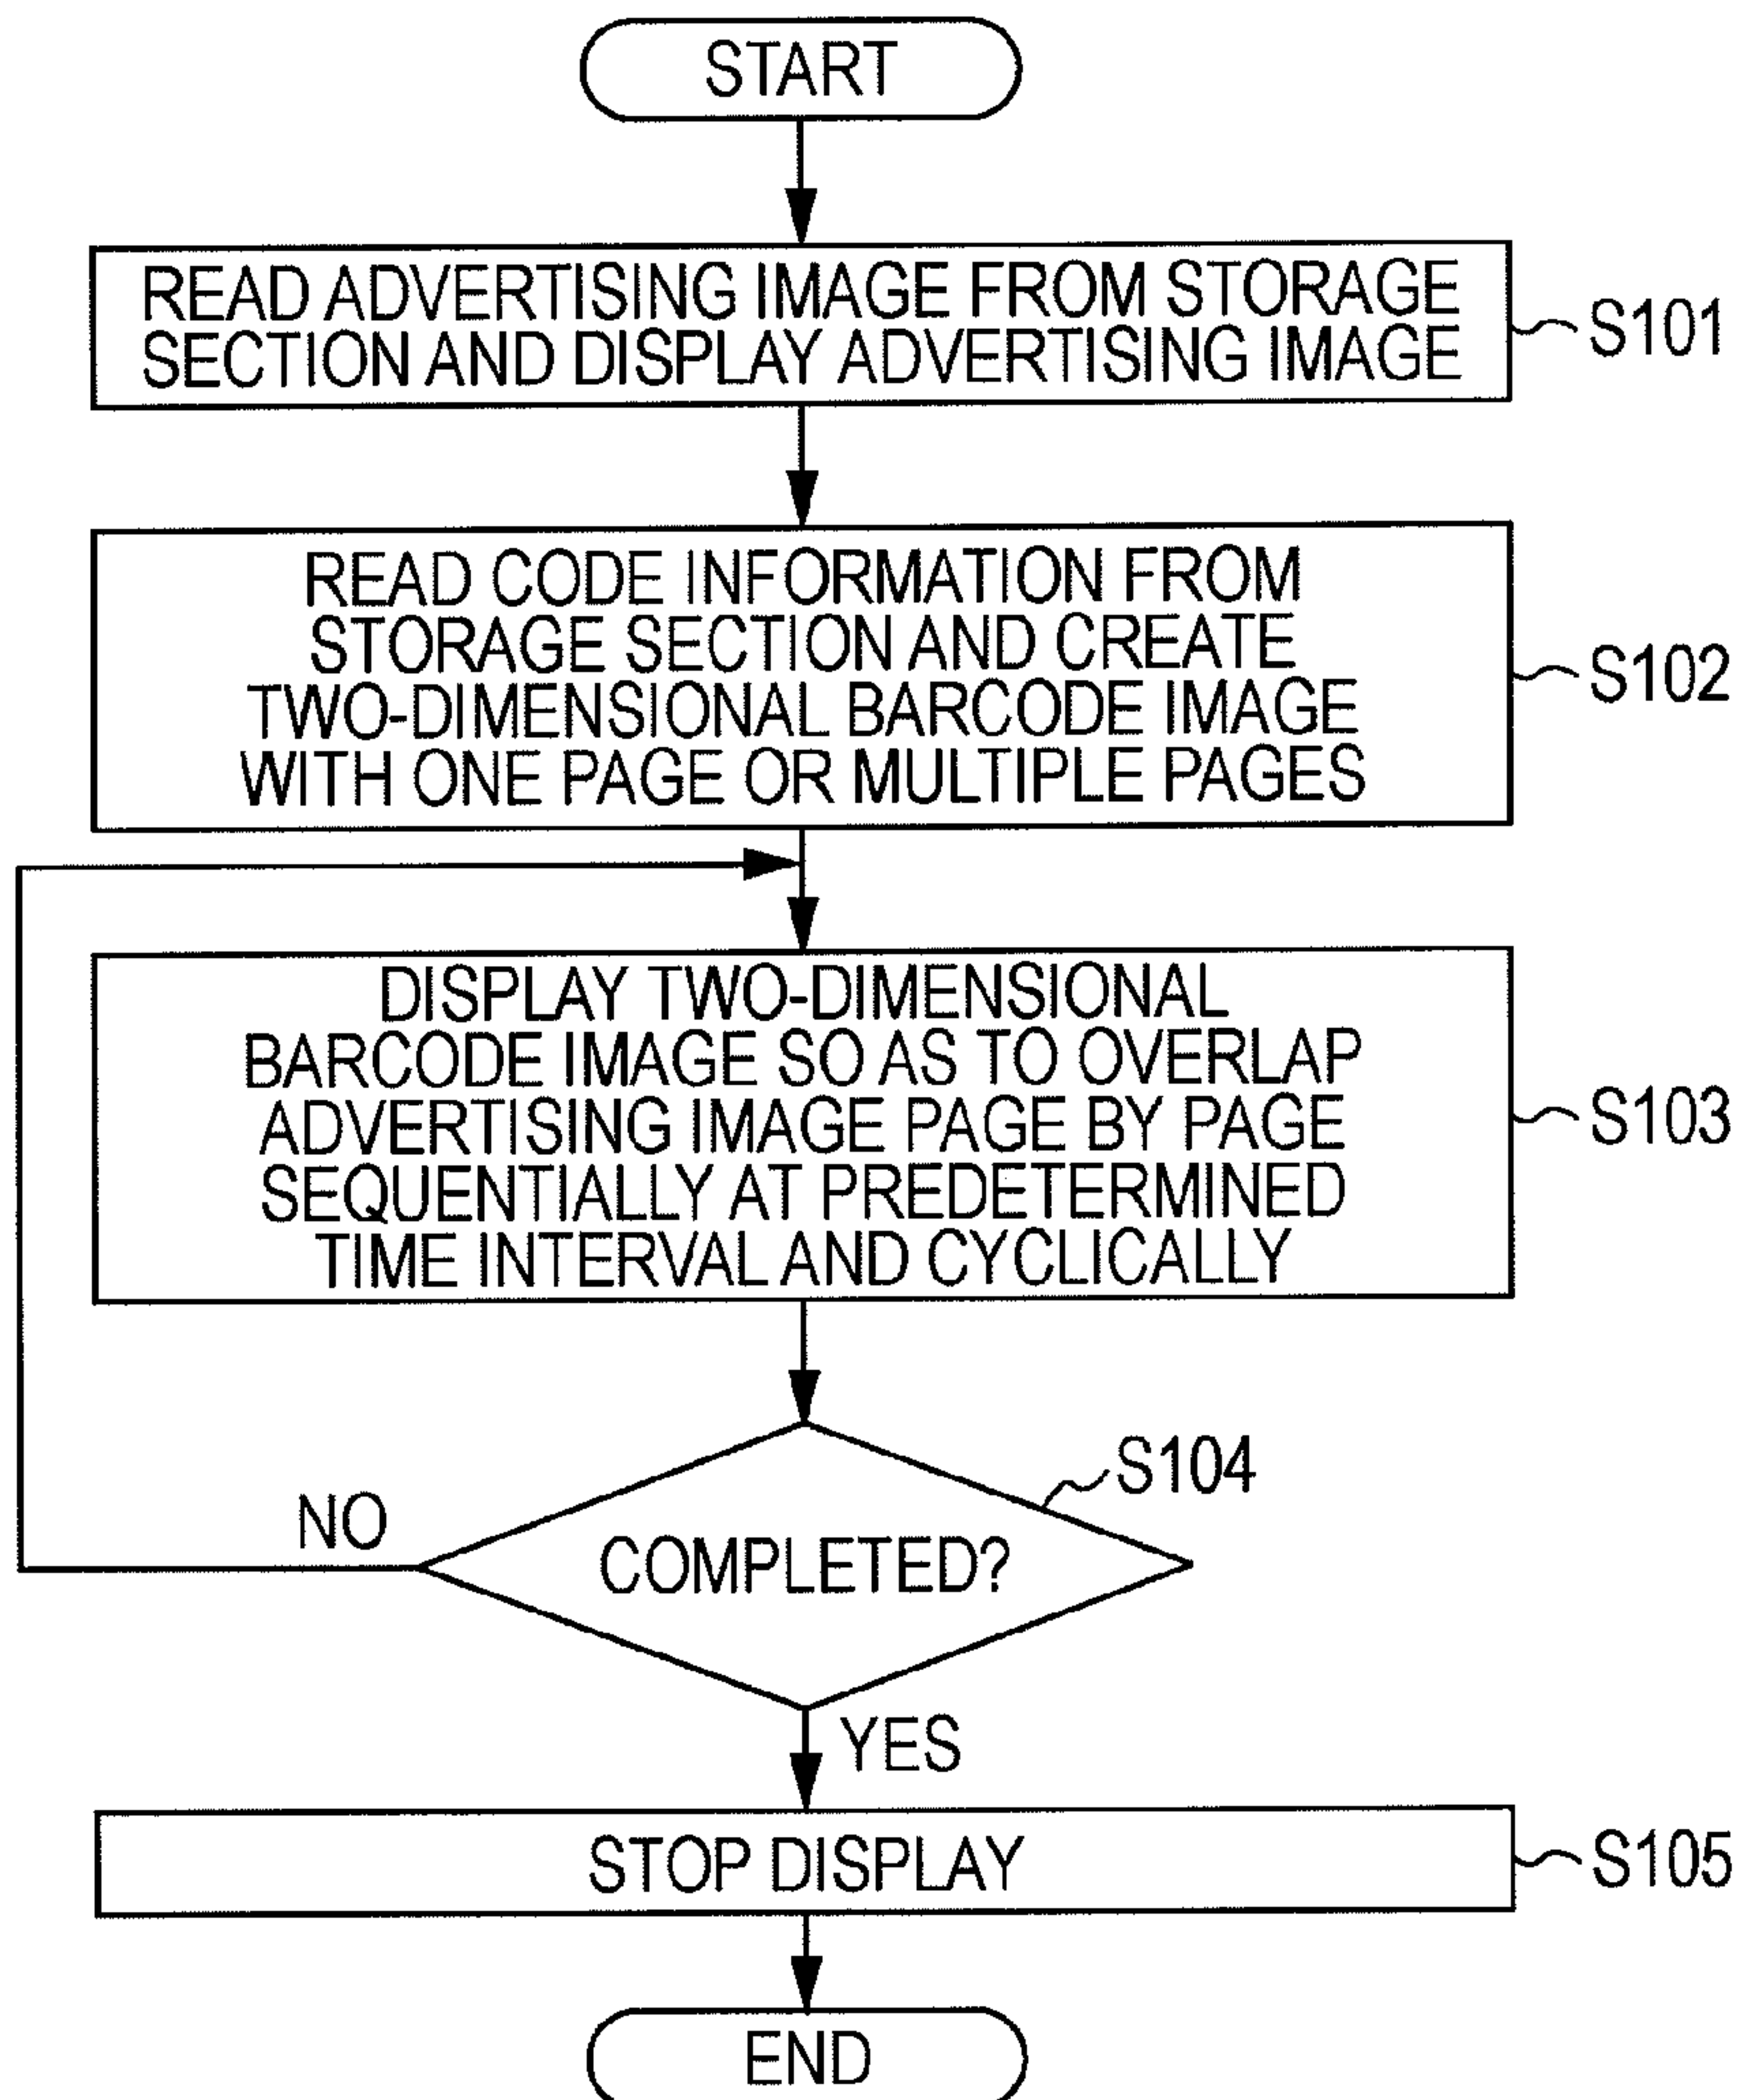 START
READ ADVERTISING IMAGE FROM STORAGE
SECTION AND DISPLAY ADVERTISING IMAGE
S101
READ CODE INFORMATION FROM
STORAGE SECTION AND CREATE
TWO-DIMENSIONAL BARCODE IMAGE
WITH ONE PAGE OR MULTIPLE PAGES
S102
DISPLAY TWO-DIMENSIONAL
BARCODE IMAGE SO AS TO OVERLAP
ADVERTISING IMAGE PAGE BY PAGE
SEQUENTIALLY AT PREDETERMINED
TIME INTERVAL AND CYCLICALLY
S103
S104
NO
COMPLETED?
YES
STOP DISPLAY
S105
END